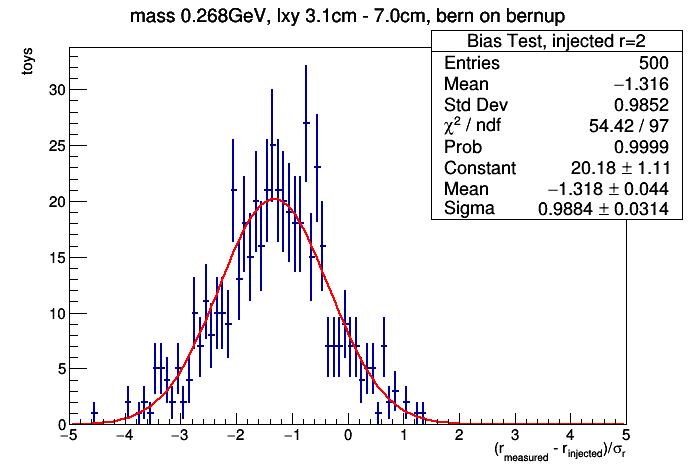 mass 0.268GeV, lxy 3.1cm - 7.0cm, bern on bernup
toys
Bias Test, injected r=2
Entries 500
Mean −1.316
Std Dev 0.9852
χ² / ndf 54.42 / 97
Prob 0.9999
Constant 20.18 ± 1.11
Mean −1.318 ± 0.044
Sigma 0.9884 ± 0.0314
30
25
20
15
10
5
0
−5 −4 −3 −2 −1 0 1 2 3 4 5
(r_measured - r_injected)/σ_r